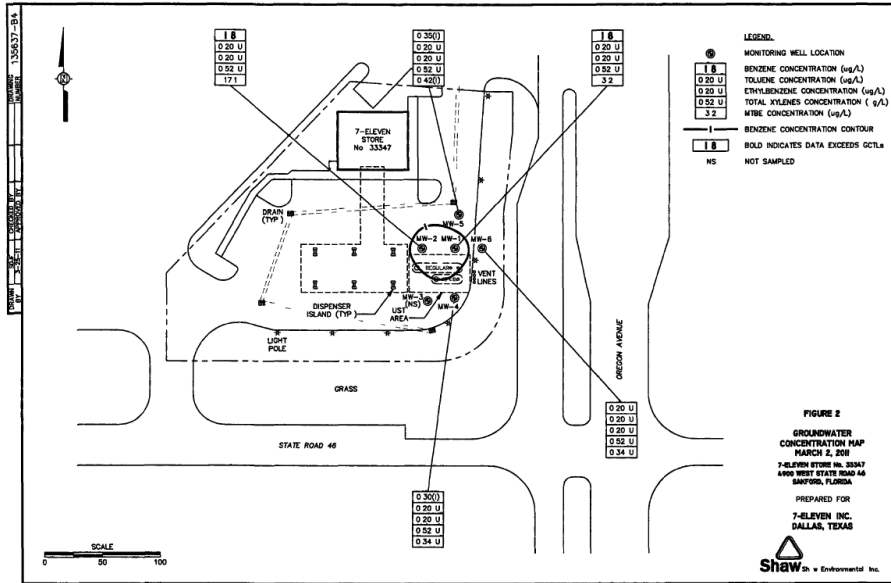 DRAWING NUMBER 135637-B4
CHECKED BY
APPROVED BY
DRAWN BY
3-25-11
1 8
0 20 U
0 20 U
0 52 U
17 1
0 35(I)
0 20 U
0 20 U
0 52 U
0 42(I)
1 8
0 20 U
0 20 U
0 52 U
3 2
LEGEND
MONITORING WELL LOCATION
1 8 BENZENE CONCENTRATION (ug/L)
0 20 U TOLUENE CONCENTRATION (ug/L)
0 20 U ETHYLBENZENE CONCENTRATION (ug/L)
0 52 U TOTAL XYLENES CONCENTRATION ( g/L)
3 2 MTBE CONCENTRATION (ug/L)
1 BENZENE CONCENTRATION CONTOUR
1 8 BOLD INDICATES DATA EXCEEDS GCTLs
NS NOT SAMPLED
N
7-ELEVEN
STORE
No 33347
DRAIN
(TYP )
MW-5
MW-2
MW-1
MW-6
REGULAR
VENT
LINES
MW-3
(NS)
MW-4
DISPENSER
ISLAND (TYP )
UST
AREA
LIGHT
POLE
GRASS
STATE ROAD 46
OREGON AVENUE
0 20 U
0 20 U
0 20 U
0 52 U
0 34 U
0 30(I)
0 20 U
0 20 U
0 52 U
0 34 U
FIGURE 2
GROUNDWATER
CONCENTRATION MAP
MARCH 2, 2011
7-ELEVEN STORE No. 33347
4900 WEST STATE ROAD 46
SANFORD, FLORIDA
PREPARED FOR
7-ELEVEN INC.
DALLAS, TEXAS
SCALE
0 50 100
Shaw Sh w Environmental Inc.